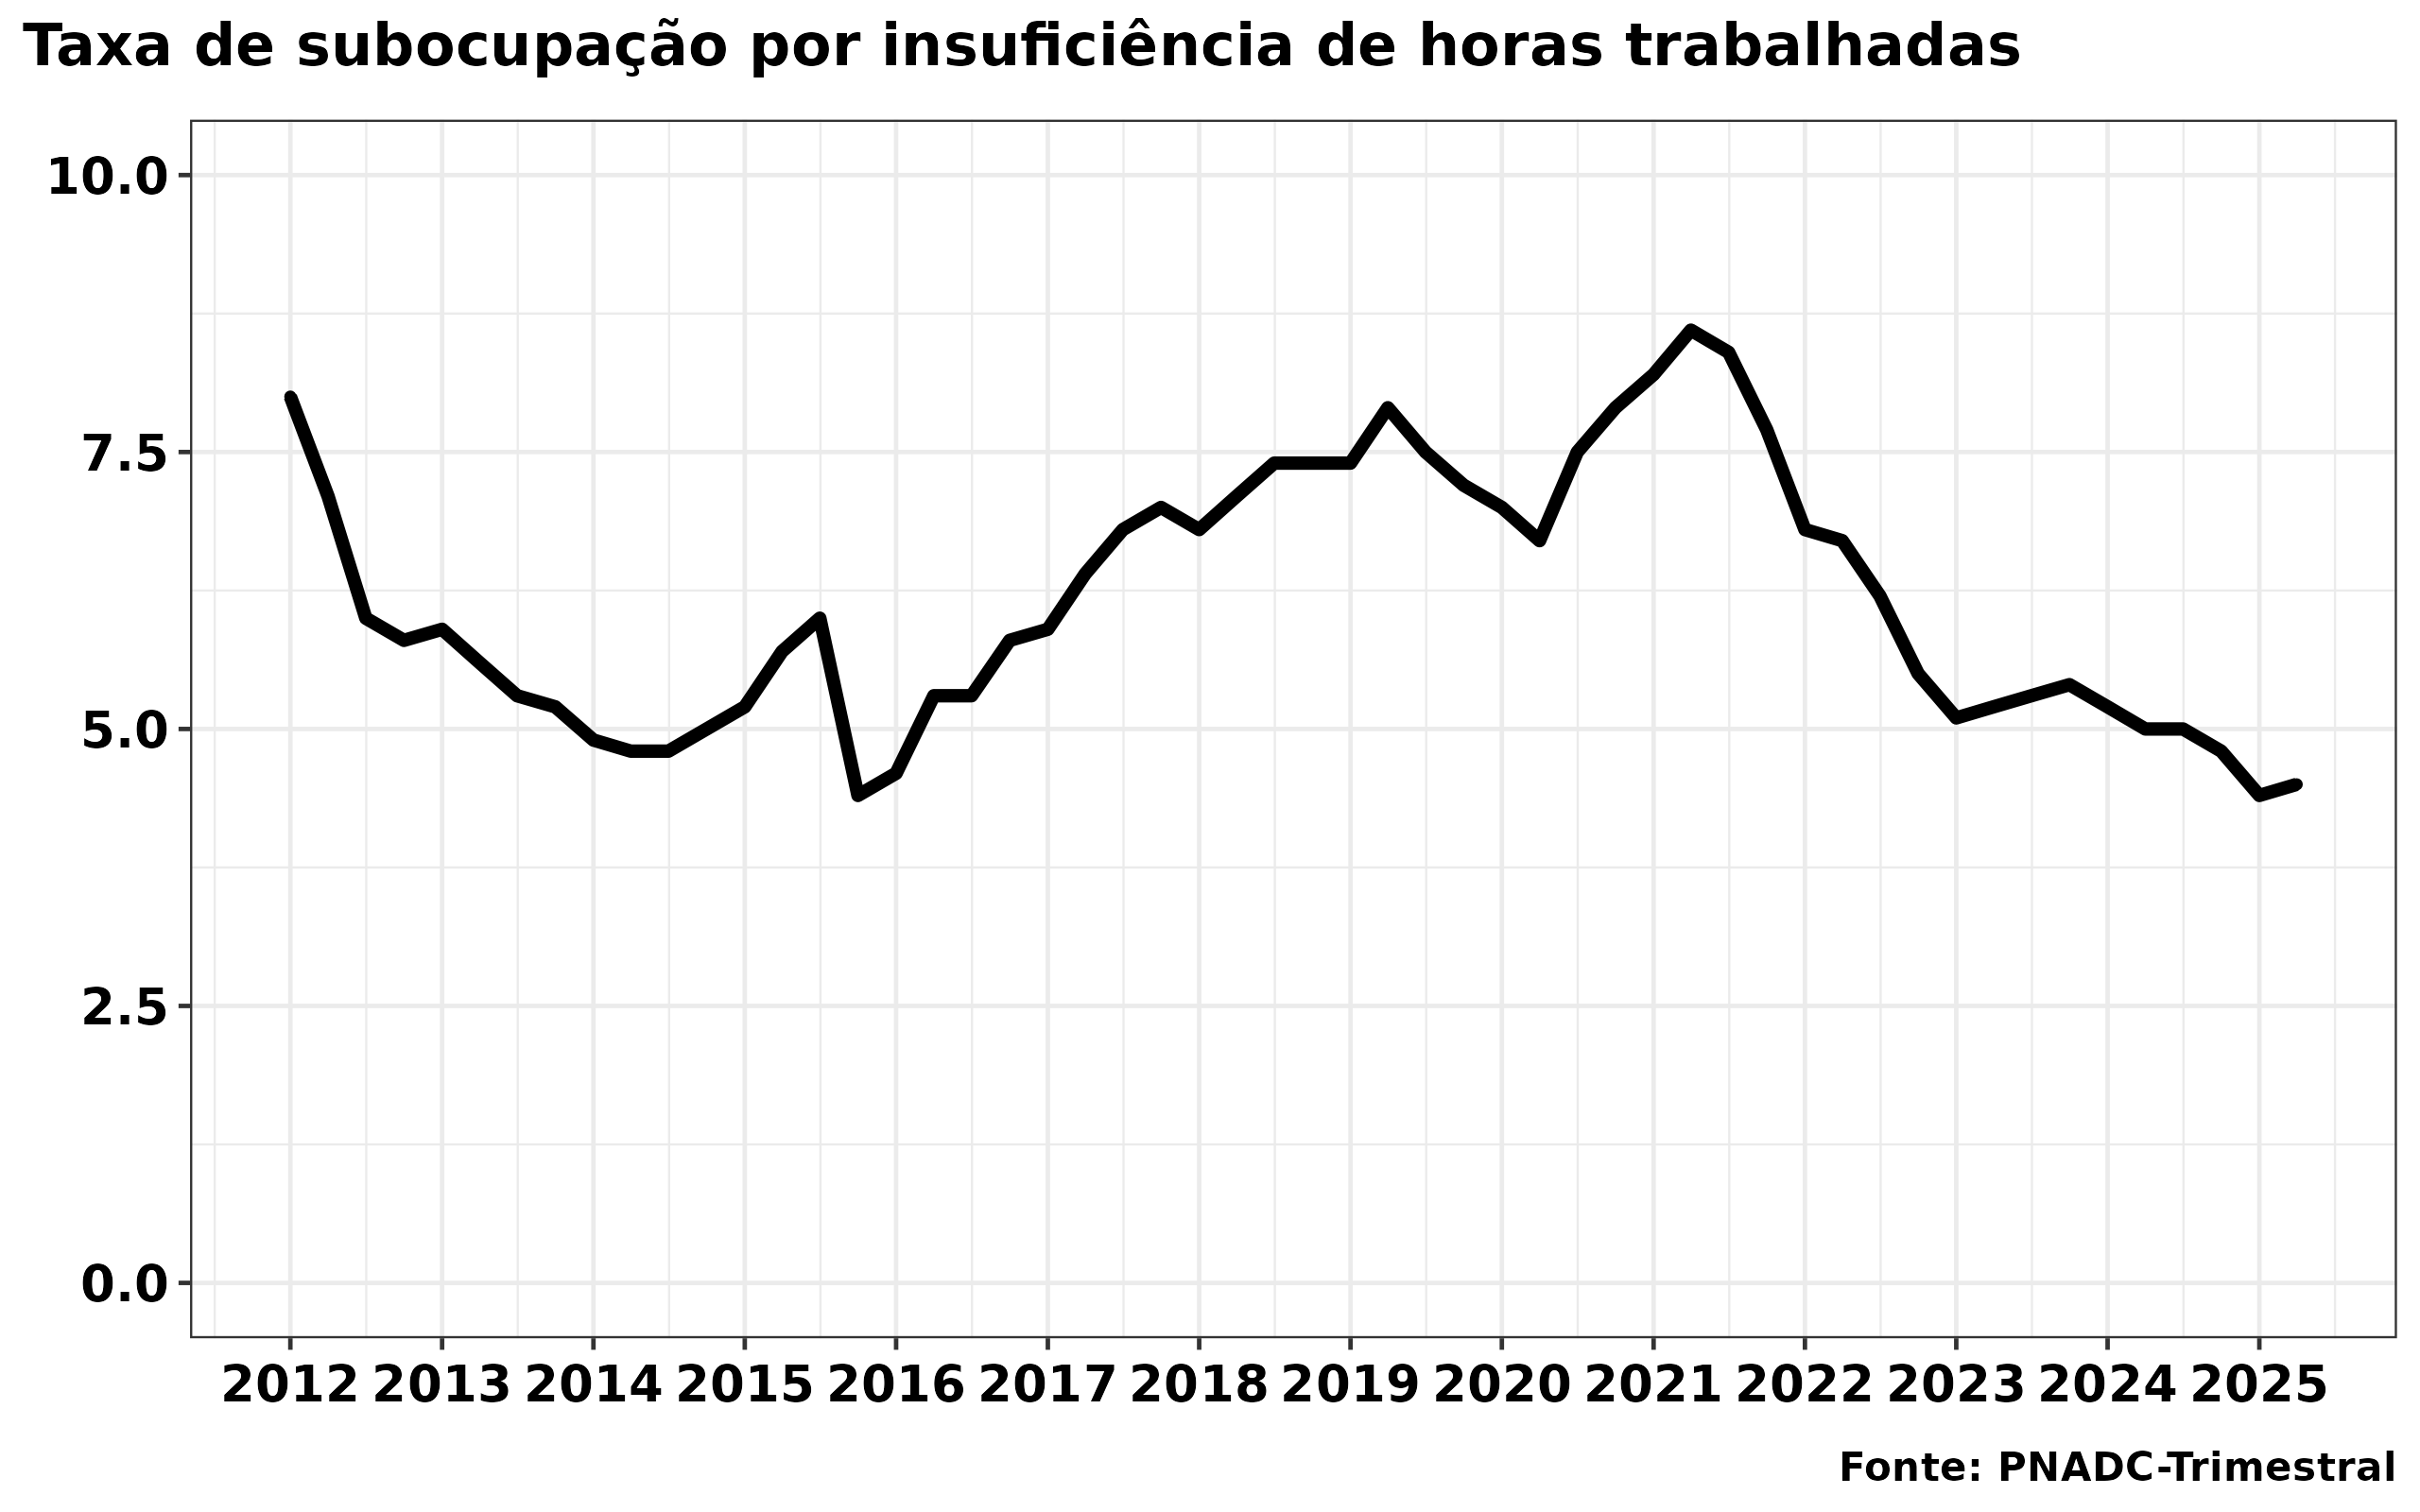 Taxa de subocupação por insuficiência de horas trabalhadas
10.0
7.5
5.0
2.5
0.0
2012 2013 2014 2015 2016 2017 2018 2019 2020 2021 2022 2023 2024 2025
Fonte: PNADC-Trimestral